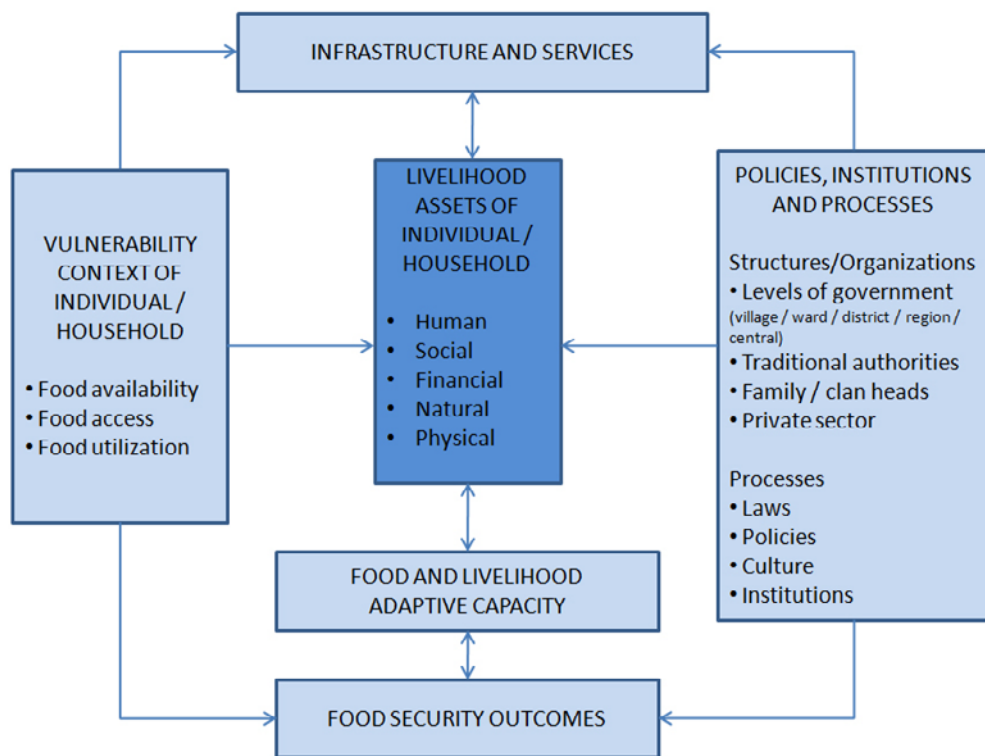 INFRASTRUCTURE AND SERVICES
VULNERABILITY
CONTEXT OF
INDIVIDUAL /
HOUSEHOLD
• Food availability
• Food access
• Food utilization
LIVELIHOOD
ASSETS OF
INDIVIDUAL /
HOUSEHOLD
• Human
• Social
• Financial
• Natural
• Physical
POLICIES, INSTITUTIONS
AND PROCESSES
Structures/Organizations
• Levels of government
(village / ward / district / region /
central)
• Traditional authorities
• Family / clan heads
• Private sector
Processes
• Laws
• Policies
• Culture
• Institutions
FOOD AND LIVELIHOOD
ADAPTIVE CAPACITY
FOOD SECURITY OUTCOMES